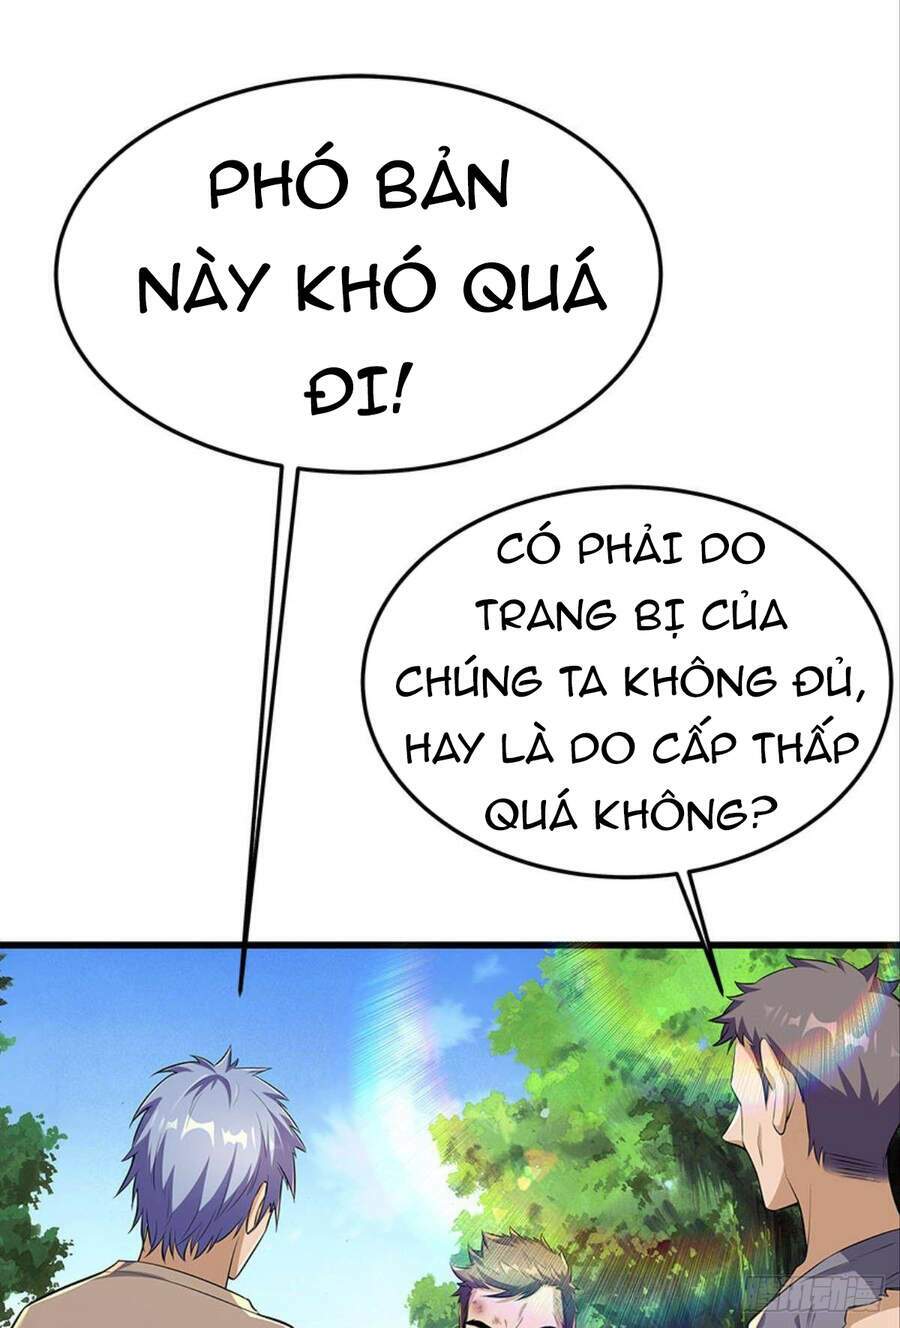 PHÓ BẢN
NÀY KHÓ QUÁ
ĐI!
CÓ PHẢI DO
TRANG BỊ CỦA
CHÚNG TA KHÔNG ĐỦ,
HAY LÀ DO CẤP THẤP
QUÁ KHÔNG?